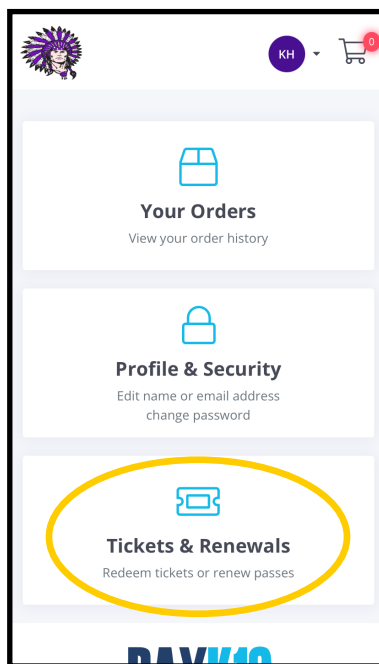 KH
0
Your Orders
View your order history
Profile & Security
Edit name or email address
change password
Tickets & Renewals
Redeem tickets or renew passes
PAYK12